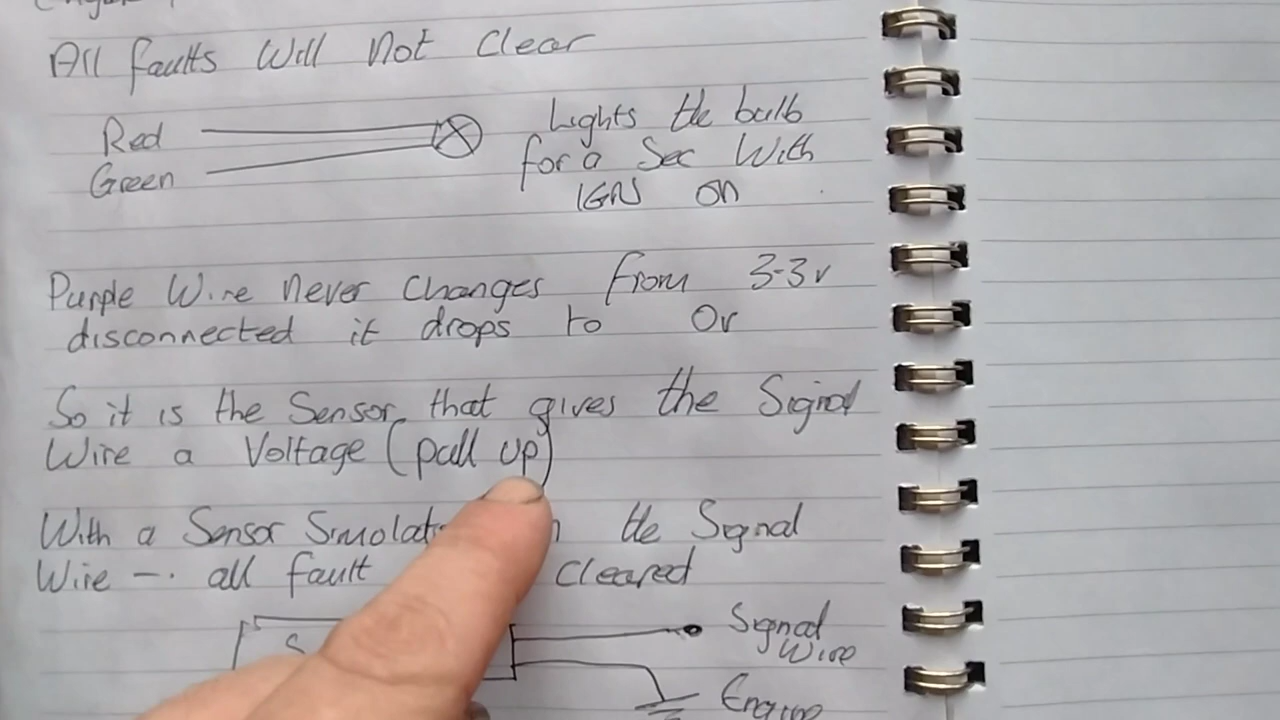 All faults Will Not Clear
Red
Green
Lights the bulb
for a Sec With
IGN on
Purple Wire never Changes from 3-3v
disconnected it drops to 0v
So it is the Sensor that gives the Signal
Wire a Voltage (pull up)
With a Sensor the Signal
Wire -. all fault Cleared
S
Signal
Wire
Engine